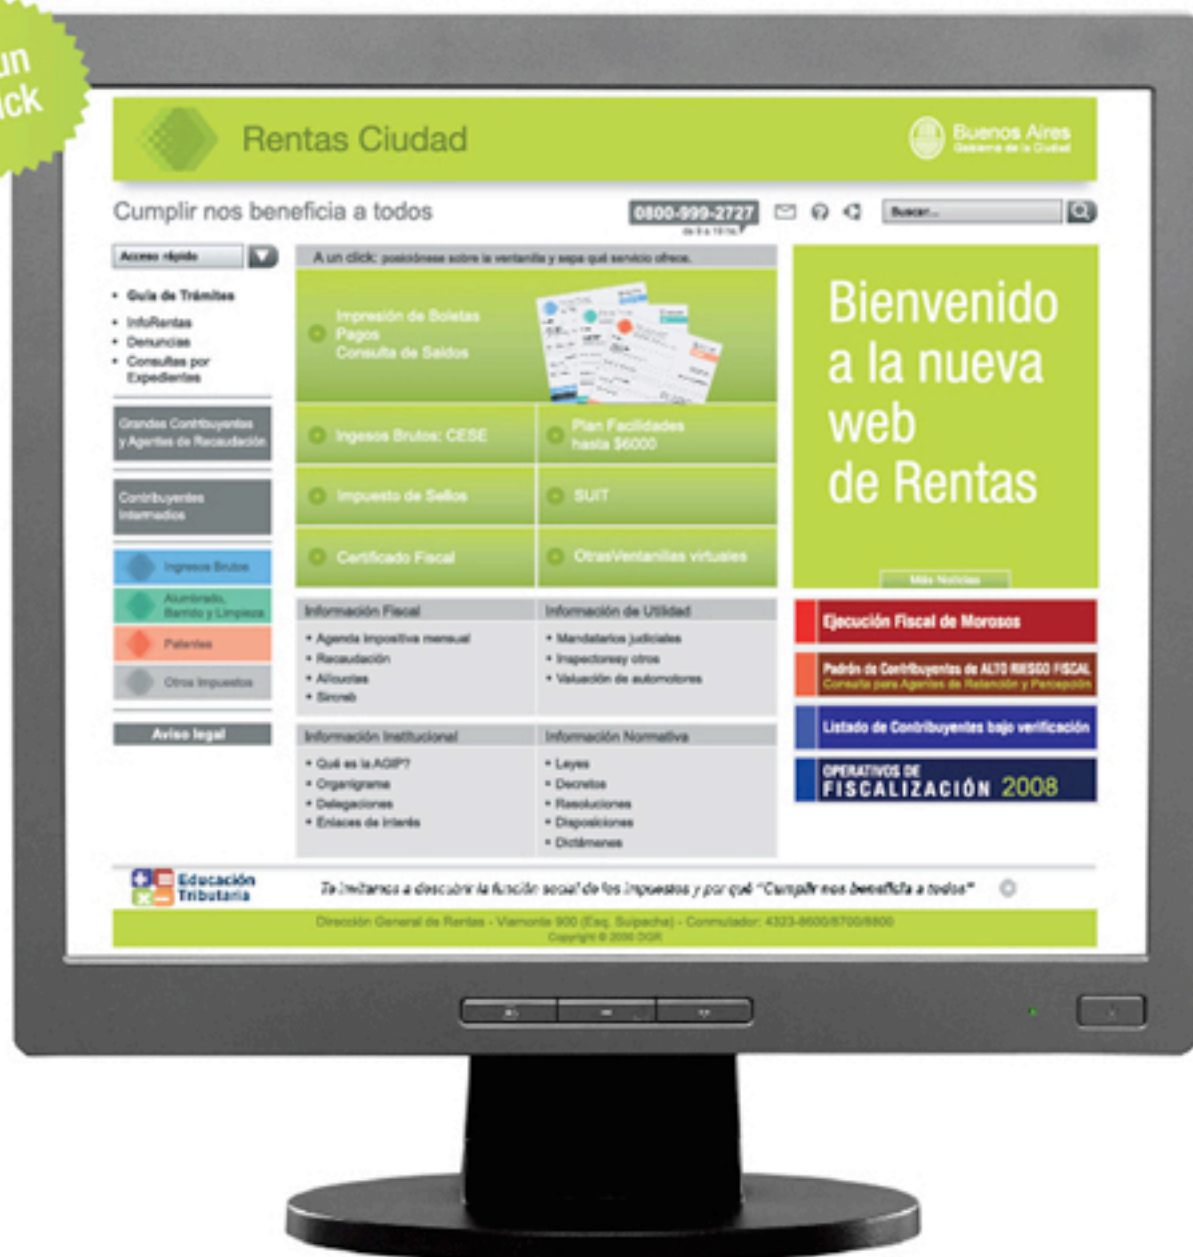 un
ick
Rentas Ciudad
Buenos Aires
Gobierno de la Ciudad
Cumplir nos beneficia a todos
0800-999-2727
de 9 a 19 hs.
Buscar...
Acceso rápido
A un click: posiciónese sobre la ventanilla y sepa qué servicio ofrece.
• Guía de Trámites
• InfoRentas
• Denuncias
• Consultas por
Expedientes
Grandes Contribuyentes
y Agentes de Recaudación
Contribuyentes
Intermedios
Ingresos Brutos
Alumbrado,
Barrido y Limpieza
Patentes
Otros Impuestos
Aviso legal
Impresión de Boletas
Pagos
Consulta de Saldos
Ingesos Brutos: CESE
Plan Facilidades
hasta $6000
Impuesto de Sellos
SUIT
Certificado Fiscal
OtrasVentanillas virtuales
Bienvenido
a la nueva
web
de Rentas
Más Noticias
Información Fiscal
• Agenda impositiva mensual
• Recaudación
• Alícuotas
• Sircreb
Información de Utilidad
• Mandatarios judiciales
• Inspectoresy otros
• Valuación de automotores
Información Institucional
• Qué es la AGIP?
• Organigrama
• Delegaciones
• Enlaces de interés
Información Normativa
• Leyes
• Decretos
• Resoluciones
• Disposiciones
• Dictámenes
Ejecución Fiscal de Morosos
Padrón de Contribuyentes de ALTO RIESGO FISCAL
Consulta para Agentes de Retención y Percepción
Listado de Contribuyentes bajo verificación
OPERATIVOS DE
FISCALIZACIÓN 2008
Educación
Tributaria
Te invitamos a descubrir la función social de los impuestos y por qué "Cumplir nos beneficia a todos"
Dirección General de Rentas - Viamonte 900 (Esq. Suipacha) - Conmutador: 4323-8600/8700/8800
Copyright © 2006 DGR